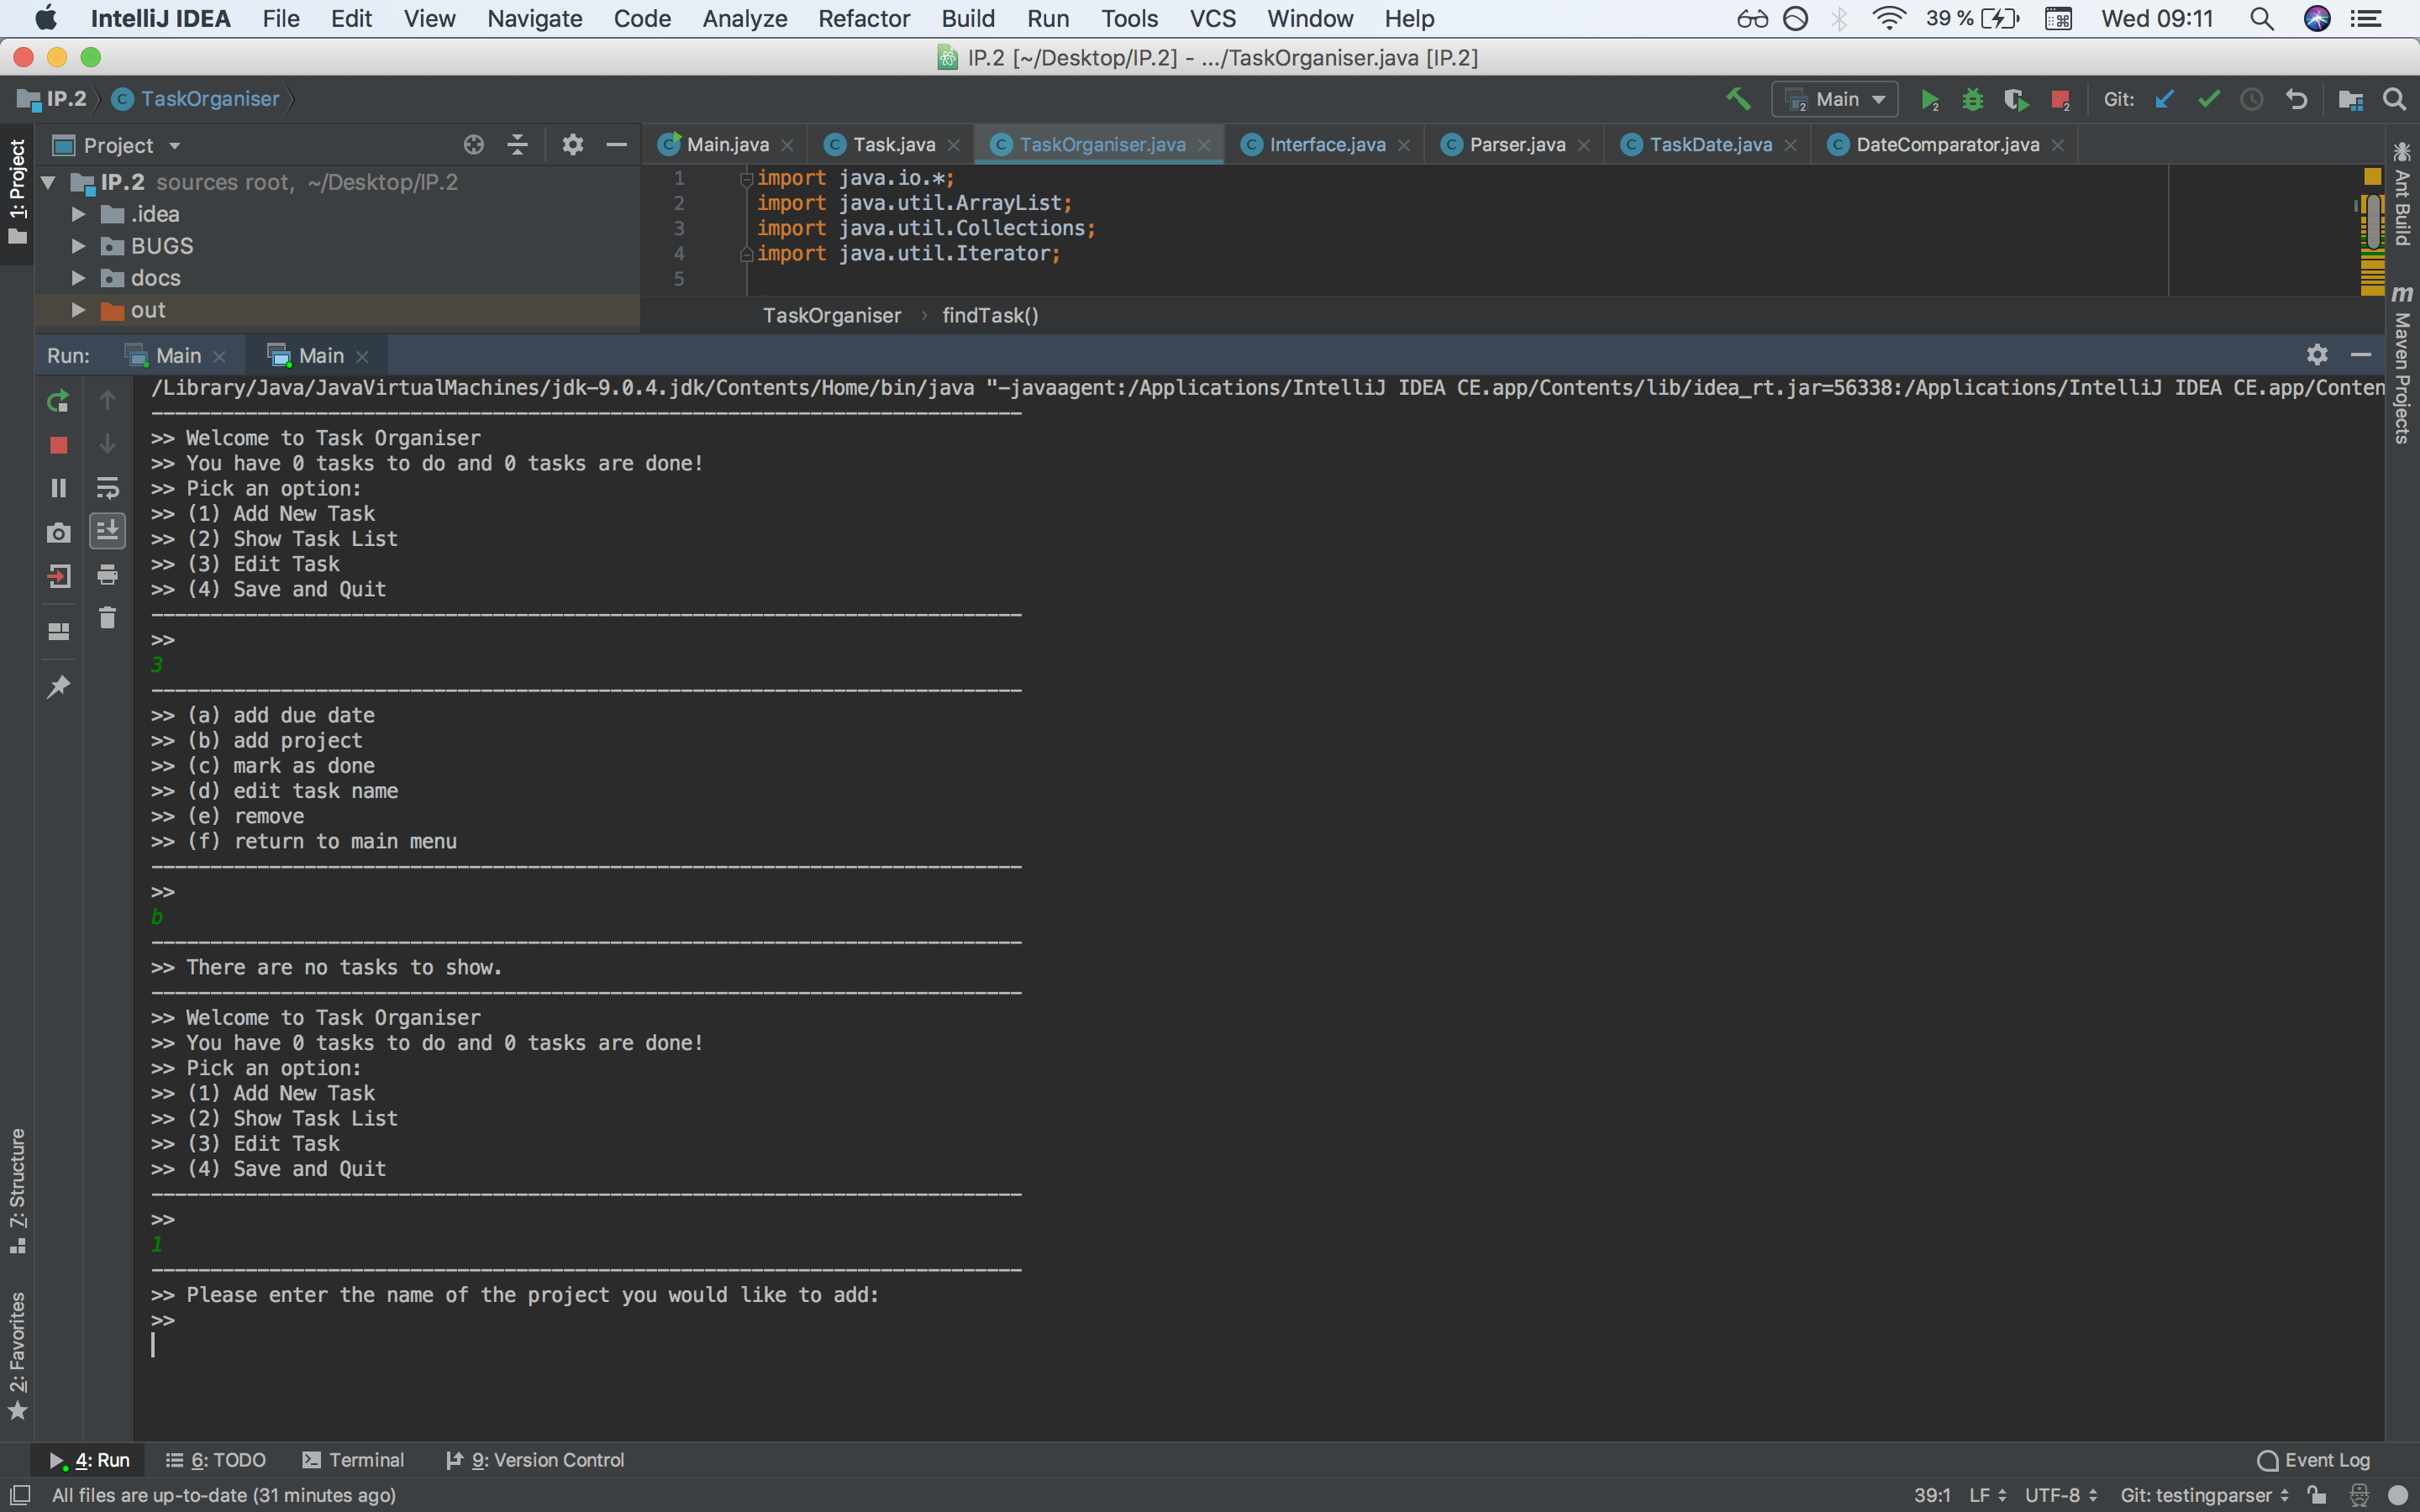 IntelliJ IDEA File Edit View Navigate Code Analyze Refactor Build Run Tools VCS Window Help 39 % Wed 09:11
IP.2 [~/Desktop/IP.2] - .../TaskOrganiser.java [IP.2]
IP.2 TaskOrganiser Main Git:
1: Project
Project
Main.java Task.java TaskOrganiser.java Interface.java Parser.java TaskDate.java DateComparator.java
IP.2 sources root, ~/Desktop/IP.2
.idea
BUGS
docs
out
1 import java.io.*;
2 import java.util.ArrayList;
3 import java.util.Collections;
4 import java.util.Iterator;
5
TaskOrganiser › findTask()
Ant Build
Maven Projects
Run: Main Main
/Library/Java/JavaVirtualMachines/jdk-9.0.4.jdk/Contents/Home/bin/java "-javaagent:/Applications/IntelliJ IDEA CE.app/Contents/lib/idea_rt.jar=56338:/Applications/IntelliJ IDEA CE.app/Conten
--------------------------------------------------------------------------
>> Welcome to Task Organiser
>> You have 0 tasks to do and 0 tasks are done!
>> Pick an option:
>> (1) Add New Task
>> (2) Show Task List
>> (3) Edit Task
>> (4) Save and Quit
--------------------------------------------------------------------------
>>
3
--------------------------------------------------------------------------
>> (a) add due date
>> (b) add project
>> (c) mark as done
>> (d) edit task name
>> (e) remove
>> (f) return to main menu
--------------------------------------------------------------------------
>>
b
--------------------------------------------------------------------------
>> There are no tasks to show.
--------------------------------------------------------------------------
>> Welcome to Task Organiser
>> You have 0 tasks to do and 0 tasks are done!
>> Pick an option:
>> (1) Add New Task
>> (2) Show Task List
>> (3) Edit Task
>> (4) Save and Quit
--------------------------------------------------------------------------
>>
1
--------------------------------------------------------------------------
>> Please enter the name of the project you would like to add:
>>
7: Structure
2: Favorites
4: Run 6: TODO Terminal 9: Version Control Event Log
All files are up-to-date (31 minutes ago) 39:1 LF UTF-8 Git: testingparser